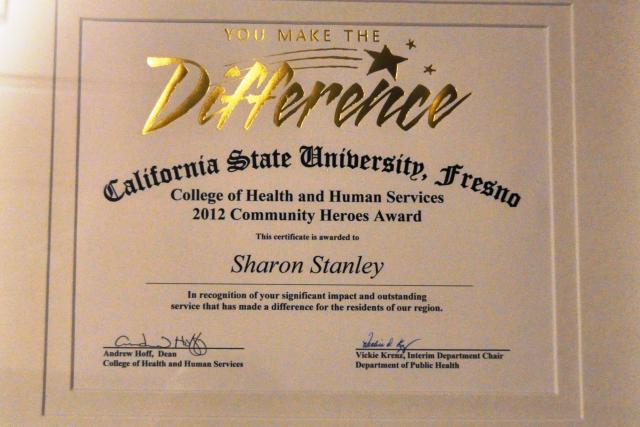 YOU MAKE THE
Difference
California State University, Fresno
College of Health and Human Services
2012 Community Heroes Award
This certificate is awarded to
Sharon Stanley
In recognition of your significant impact and outstanding
service that has made a difference for the residents of our region.
Andrew Hoff, Dean
College of Health and Human Services
Vickie Krenz, Interim Department Chair
Department of Public Health